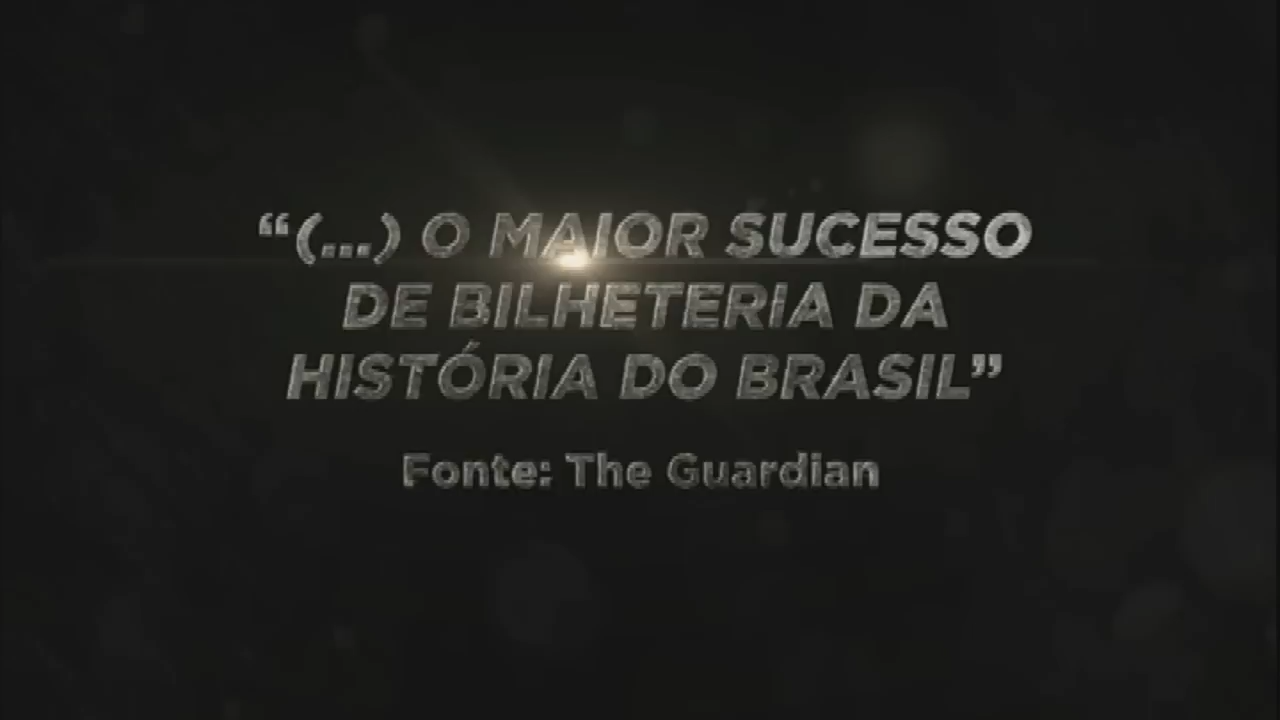 “(...) O MAIOR SUCESSO
DE BILHETERIA DA
HISTÓRIA DO BRASIL”
Fonte: The Guardian